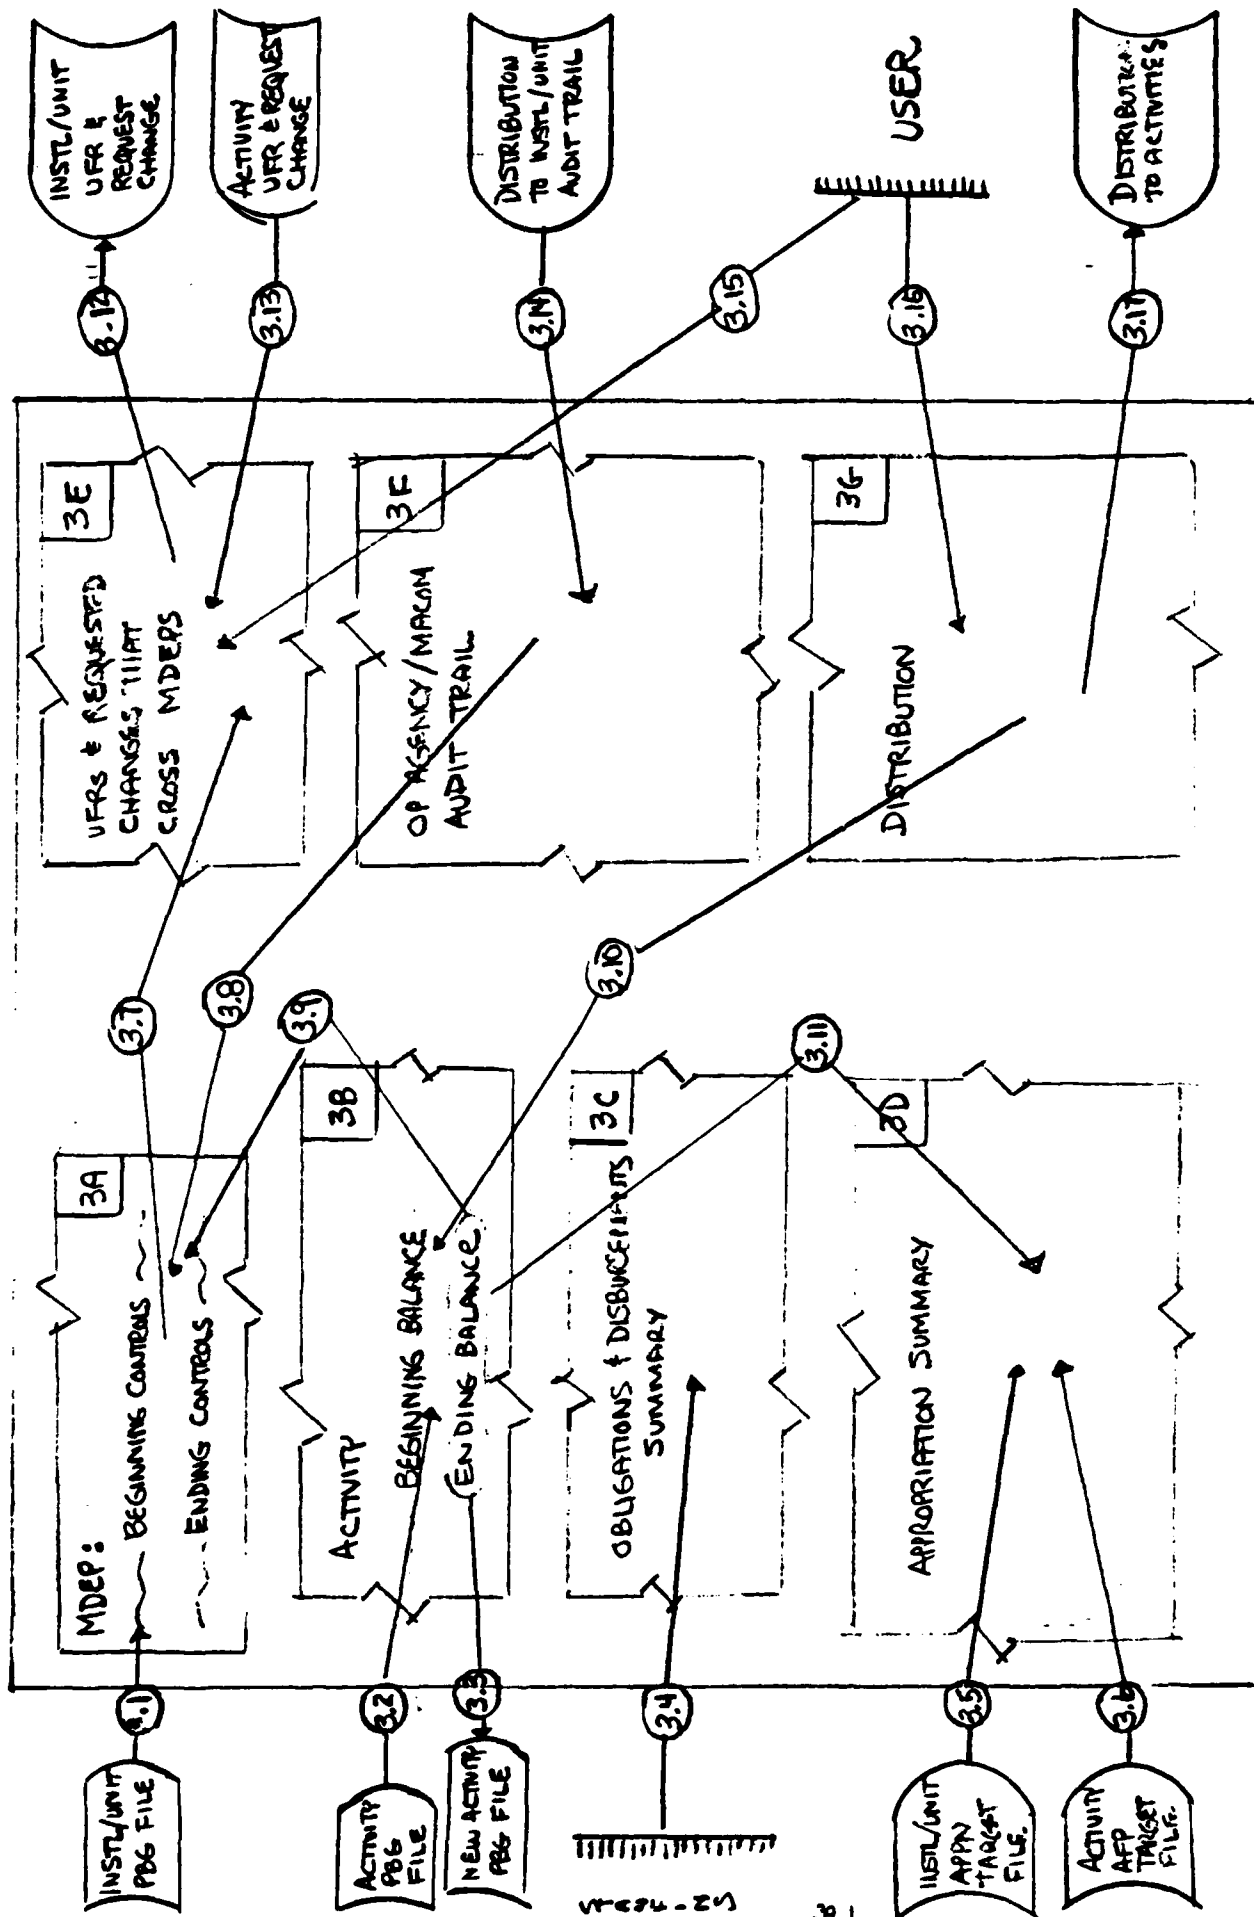 INSTL/UNIT
PBG FILE
3.1
ACTIVITY
PBG
FILE
3.2
NEW ACTIVITY
PBG FILE
3.3
3.4
INSTL/UNIT
APPN
TARGET
FILE.
3.5
ACTIVITY
AFP
TARGET
FILE.
3.6
MDEP:
3A
BEGINNING CONTROLS
ENDING CONTROLS
3B
ACTIVITY
BEGINNING BALANCE
(ENDING BALANCE)
3C
OBLIGATIONS & DISBURCEMENTS
SUMMARY
3D
APPROPRIATION SUMMARY
3.7
3.8
3.9
3.10
3.11
3E
UFRs & REQUESTED
CHANGES THAT
CROSS MDEPS
3F
OP AGENCY/MACOM
AUDIT TRAIL
3G
DISTRIBUTION
3.12
INSTL/UNIT
UFR &
REQUEST
CHANGE
3.13
ACTIVITY
UFR & REQUEST
CHANGE
3.14
DISTRIBUTION
TO INSTL/UNIT
AUDIT TRAIL
3.15
3.16
USER
3.17
DISTRIBUTION
TO ACTIVITIES